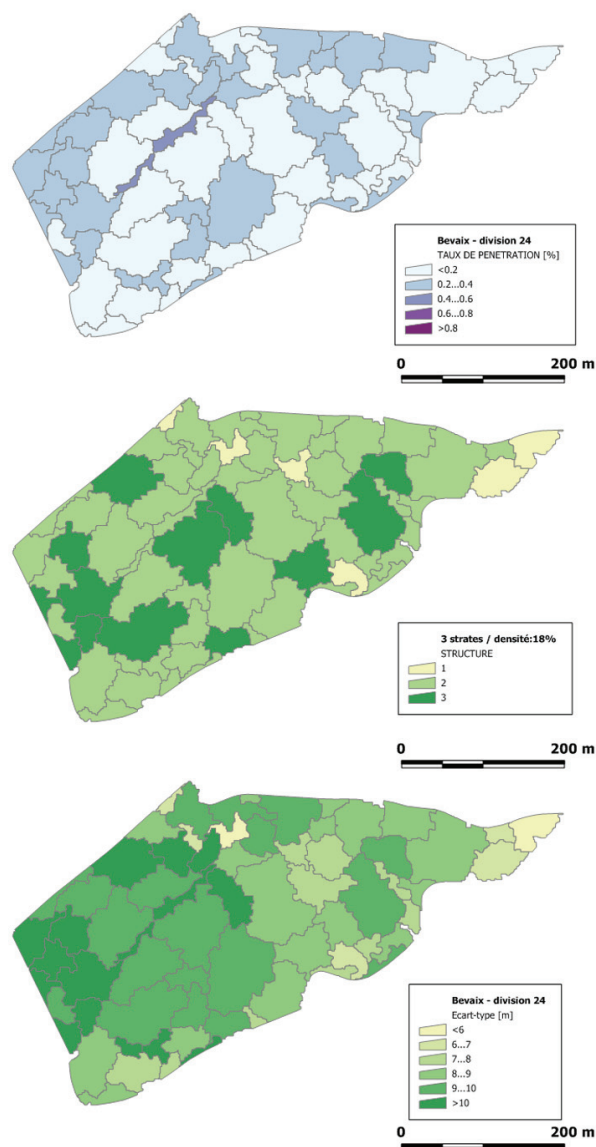 Bevaix - division 24
TAUX DE PENETRATION [%]
<0.2
0.2...0.4
0.4...0.6
0.6...0.8
>0.8
0 200 m
3 strates / densité:18%
STRUCTURE
1
2
3
0 200 m
Bevaix - division 24
Ecart-type [m]
<6
6...7
7...8
8...9
9...10
>10
0 200 m